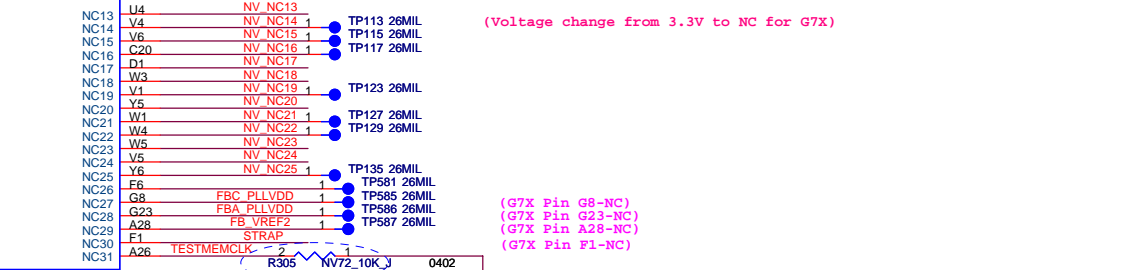 NC13 U4 NV_NC13
NC14 V4 NV_NC14 1 TP113 26MIL (Voltage change from 3.3V to NC for G7X)
NC15 V6 NV_NC15 1 TP115 26MIL
NC16 C20 NV_NC16 1 TP117 26MIL
NC17 D1 NV_NC17
NC18 W3 NV_NC18
NC19 V1 NV_NC19 1 TP123 26MIL
NC20 Y5 NV_NC20
NC21 W1 NV_NC21 1 TP127 26MIL
NC22 W4 NV_NC22 1 TP129 26MIL
NC23 W5 NV_NC23
NC24 V5 NV_NC24
NC25 Y6 NV_NC25 1 TP135 26MIL
NC26 F6 1 TP581 26MIL
NC27 G8 FBC_PLLVDD 1 TP585 26MIL (G7X Pin G8-NC)
NC28 G23 FBA_PLLVDD 1 TP586 26MIL (G7X Pin G23-NC)
NC29 A28 FB_VREF2 1 TP587 26MIL (G7X Pin A28-NC)
NC30 F1 STRAP (G7X Pin F1-NC)
NC31 A26 TESTMEMCLK 2 1
R305 NV72_10K_J 0402